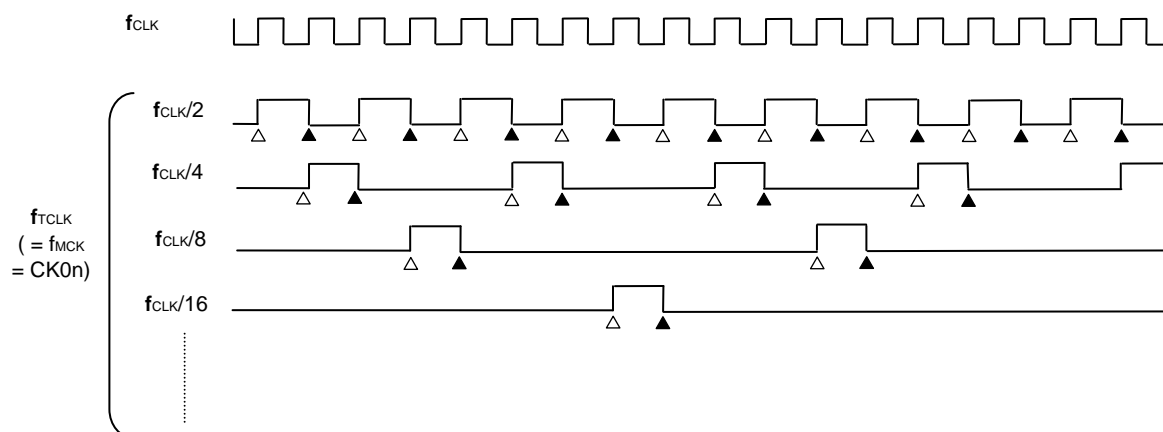 fCLK
fCLK/2
fCLK/4
fTCLK
( = fMCK
= CK0n)
fCLK/8
fCLK/16